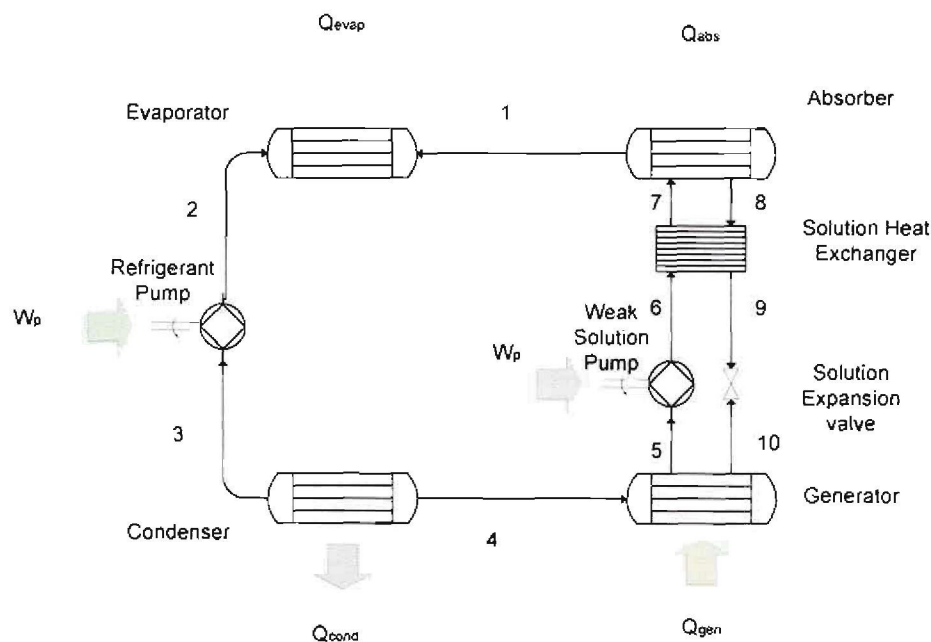 Qevap
Qabs
Evaporator
1
Absorber
2
7
8
Solution Heat
Exchanger
Refrigerant
Pump
Wp
6
9
Weak
Solution
Pump
Wp
Solution
Expansion
valve
3
5
10
Condenser
4
Generator
Qcond
Qgen